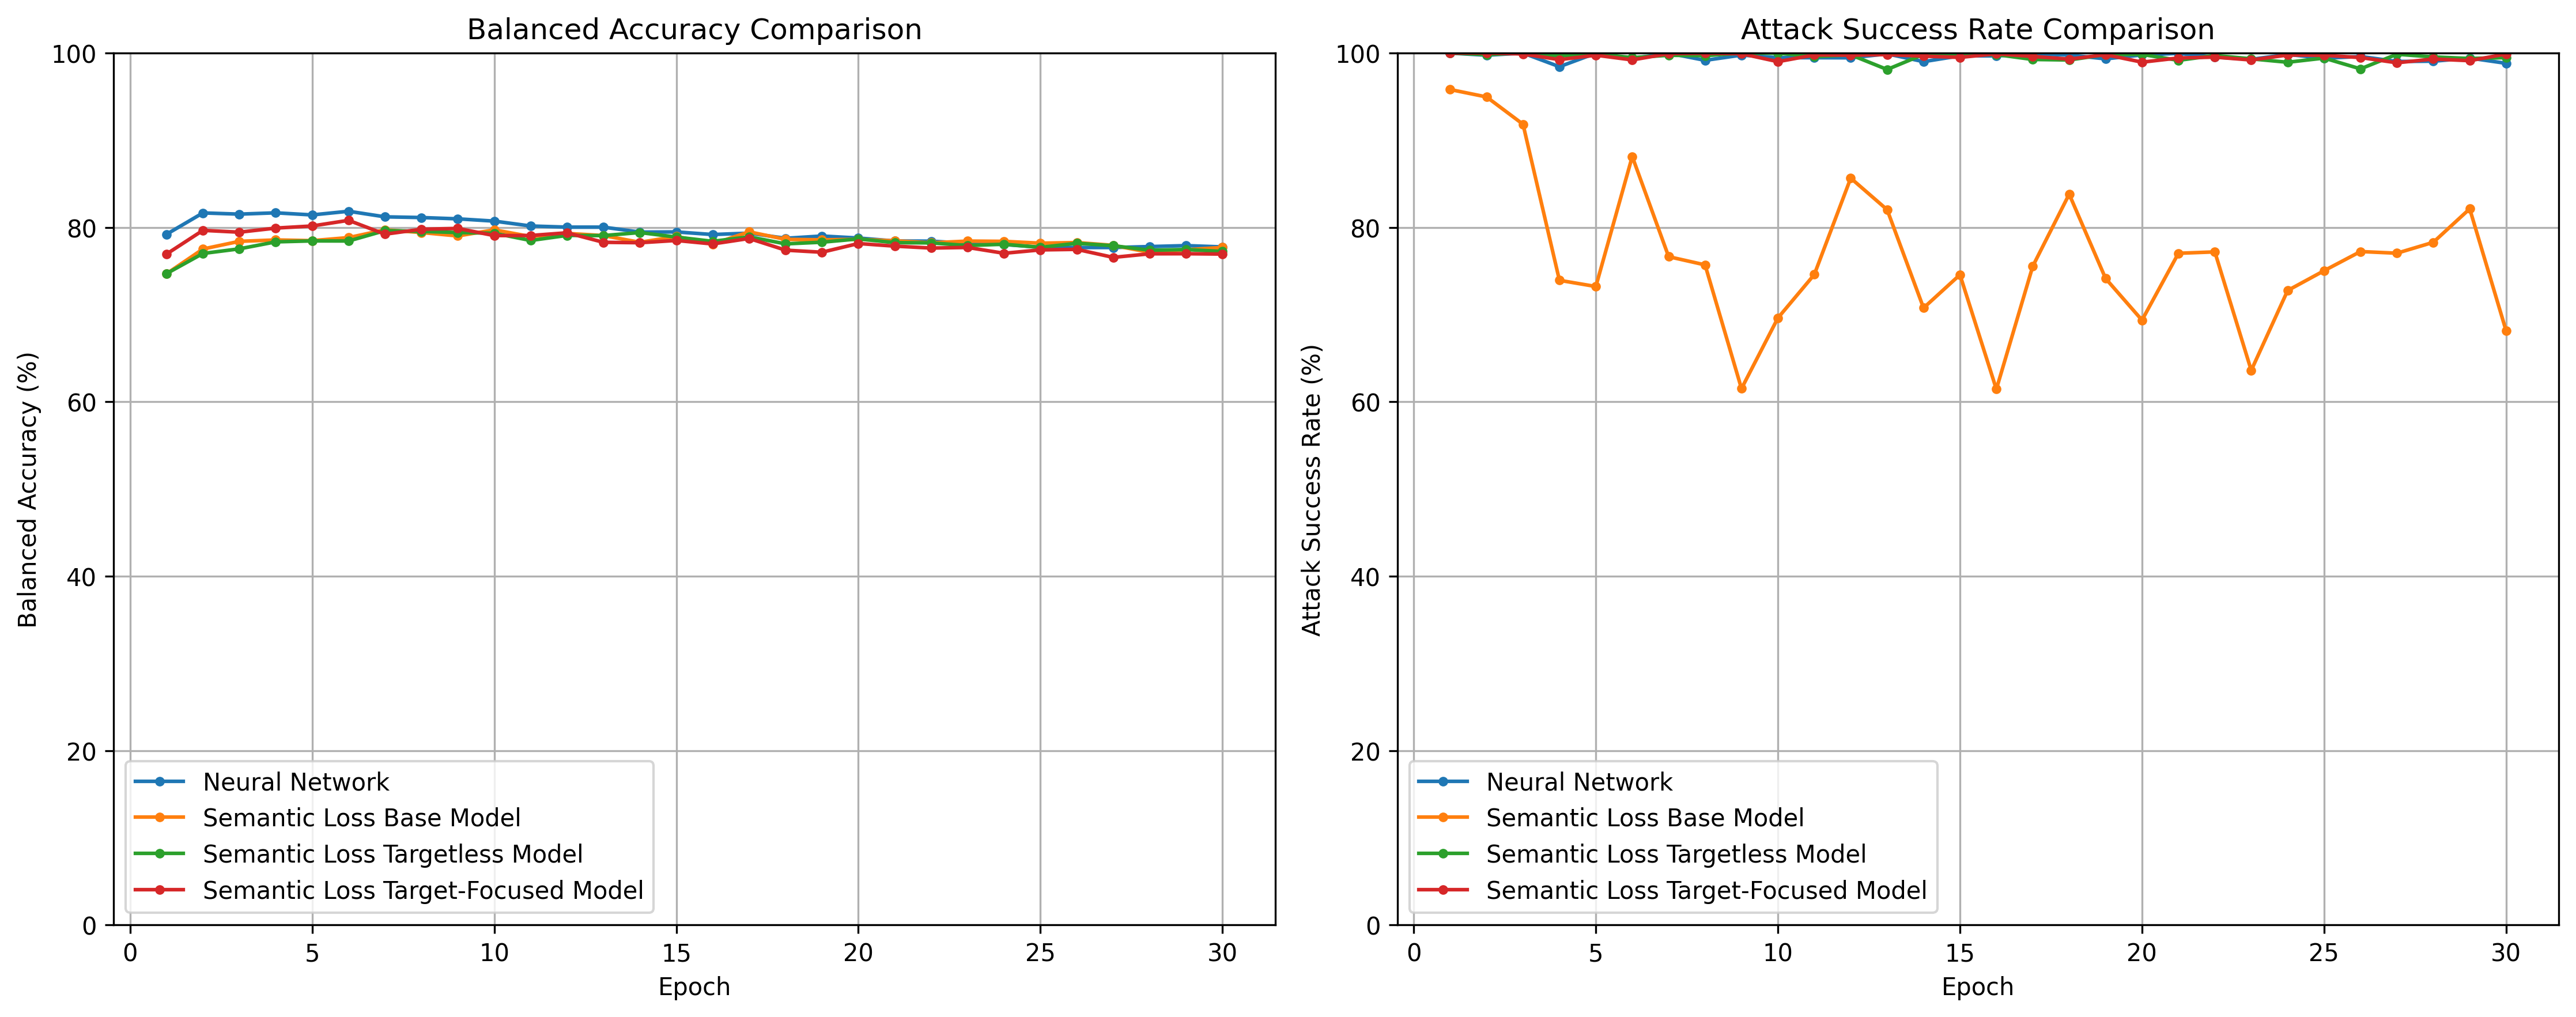 Balanced Accuracy Comparison
Balanced Accuracy (%)
100
80
60
40
20
0
0 5 10 15 20 25 30
Epoch
Neural Network
Semantic Loss Base Model
Semantic Loss Targetless Model
Semantic Loss Target-Focused Model
Attack Success Rate Comparison
Attack Success Rate (%)
100
80
60
40
20
0
0 5 10 15 20 25 30
Epoch
Neural Network
Semantic Loss Base Model
Semantic Loss Targetless Model
Semantic Loss Target-Focused Model